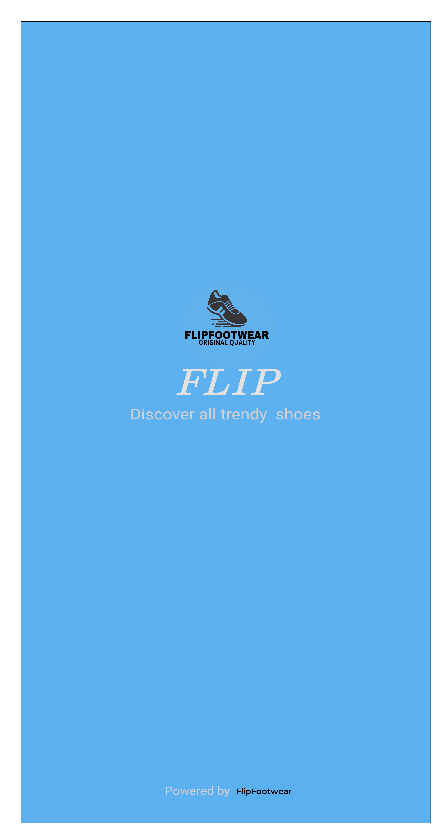 FLIPFOOTWEAR
ORIGINAL QUALITY
FLIP
Discover all trendy shoes
Powered by FlipFootwear